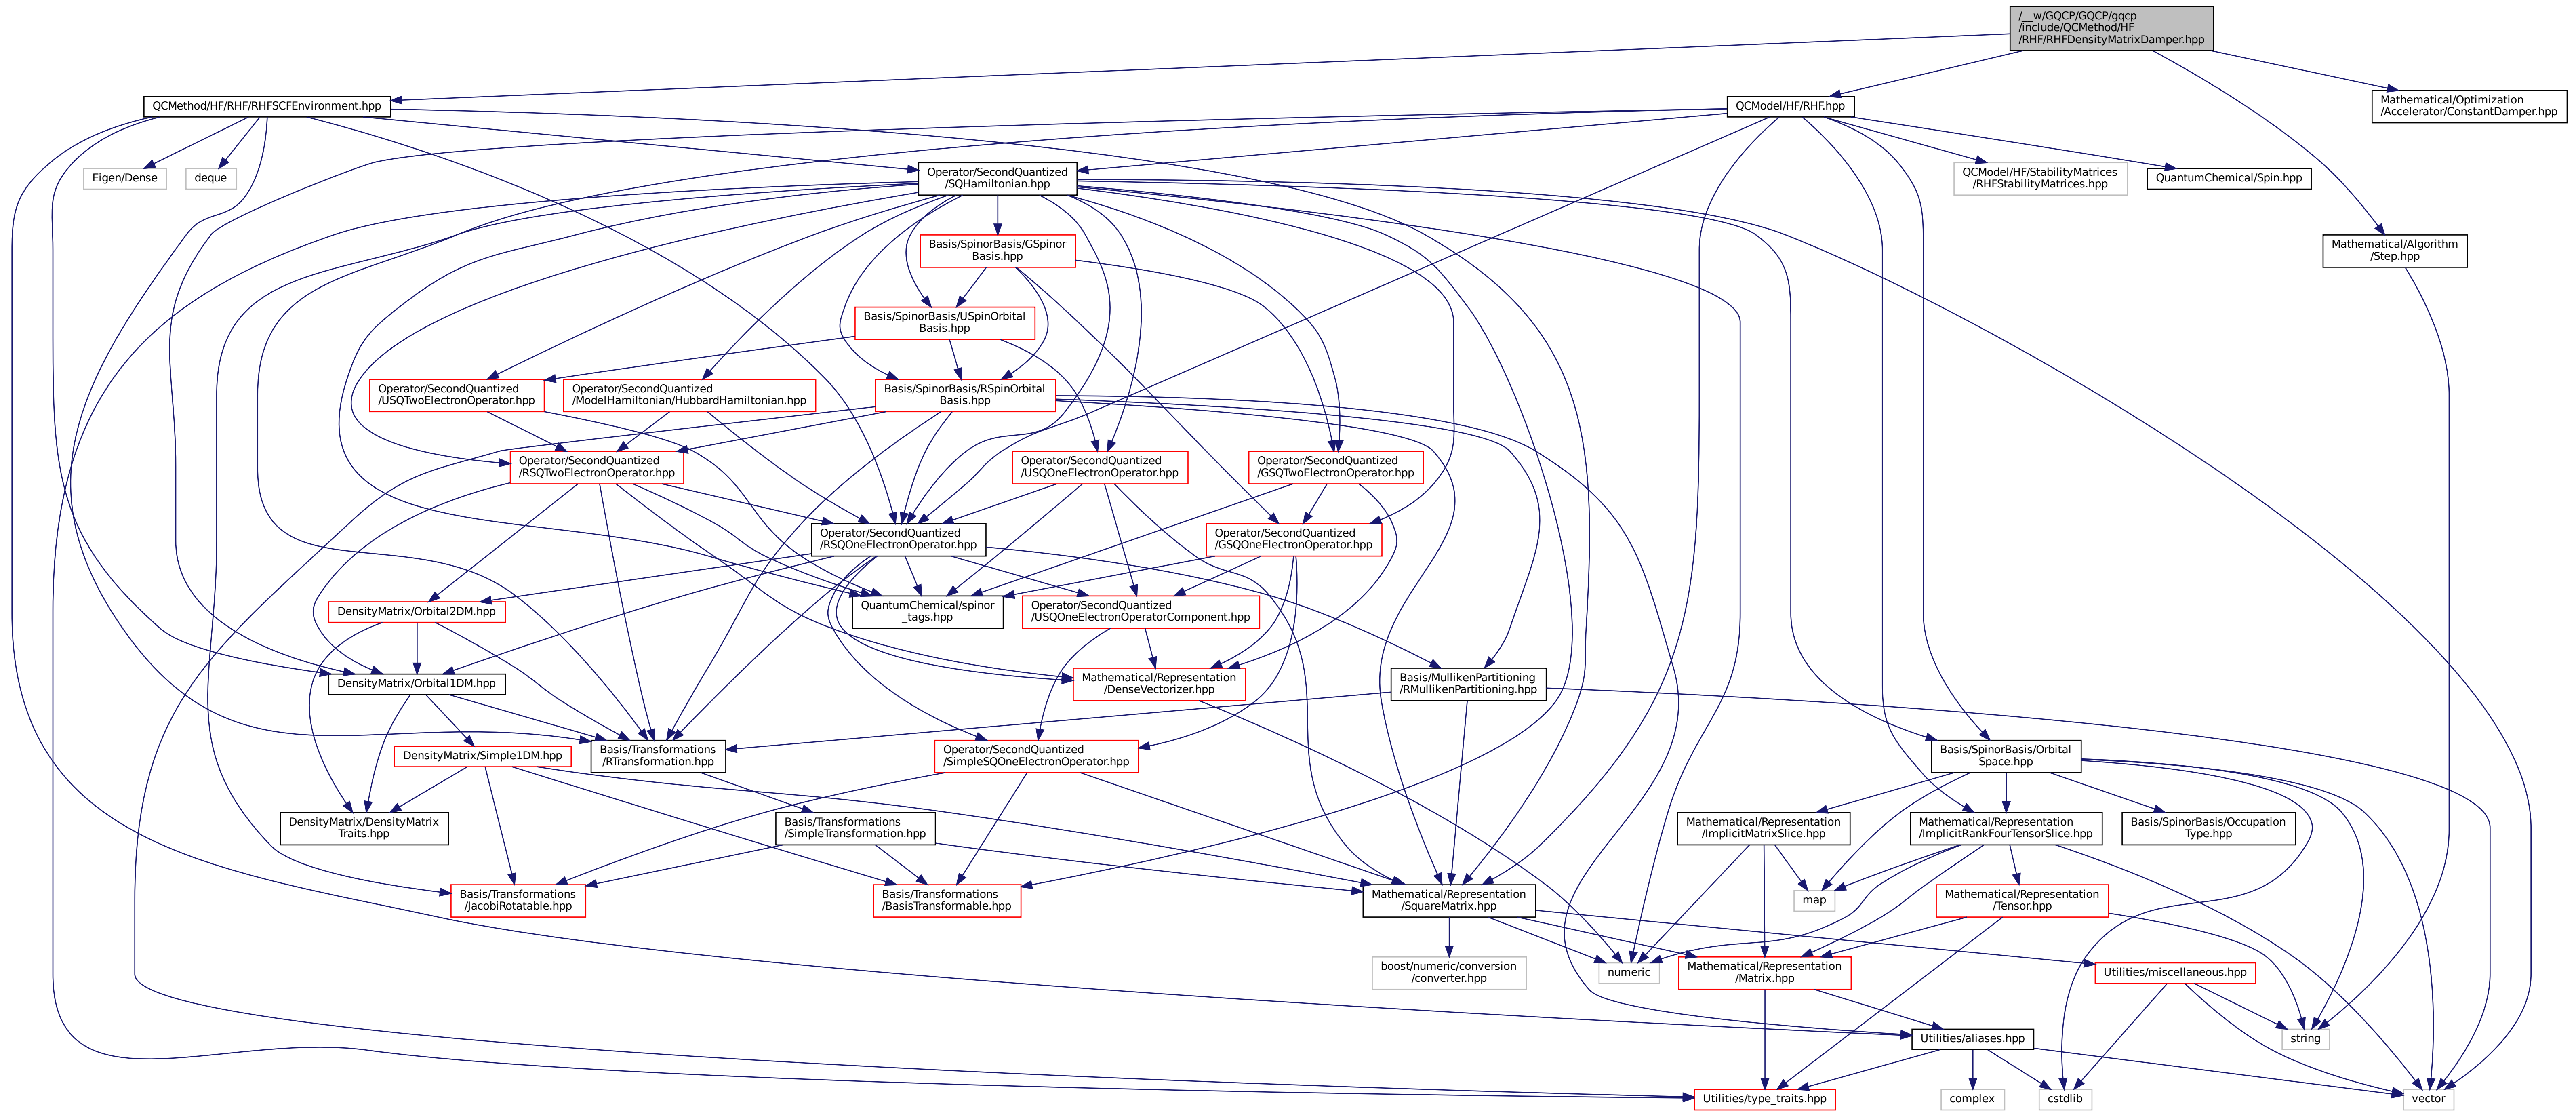 /__w/GQCP/GQCP/gqcp
/include/QCMethod/HF
/RHF/RHFDensityMatrixDamper.hpp
QCMethod/HF/RHF/RHFSCFEnvironment.hpp
QCModel/HF/RHF.hpp
Mathematical/Optimization
/Accelerator/ConstantDamper.hpp
Eigen/Dense
deque
Operator/SecondQuantized
/SQHamiltonian.hpp
QCModel/HF/StabilityMatrices
/RHFStabilityMatrices.hpp
QuantumChemical/Spin.hpp
Basis/SpinorBasis/GSpinor
Basis.hpp
Mathematical/Algorithm
/Step.hpp
Basis/SpinorBasis/USpinOrbital
Basis.hpp
Operator/SecondQuantized
/USQTwoElectronOperator.hpp
Operator/SecondQuantized
/ModelHamiltonian/HubbardHamiltonian.hpp
Basis/SpinorBasis/RSpinOrbital
Basis.hpp
Operator/SecondQuantized
/RSQTwoElectronOperator.hpp
Operator/SecondQuantized
/USQOneElectronOperator.hpp
Operator/SecondQuantized
/GSQTwoElectronOperator.hpp
Operator/SecondQuantized
/RSQOneElectronOperator.hpp
Operator/SecondQuantized
/GSQOneElectronOperator.hpp
DensityMatrix/Orbital2DM.hpp
QuantumChemical/spinor
_tags.hpp
Operator/SecondQuantized
/USQOneElectronOperatorComponent.hpp
DensityMatrix/Orbital1DM.hpp
Mathematical/Representation
/DenseVectorizer.hpp
Basis/MullikenPartitioning
/RMullikenPartitioning.hpp
DensityMatrix/Simple1DM.hpp
Basis/Transformations
/RTransformation.hpp
Operator/SecondQuantized
/SimpleSQOneElectronOperator.hpp
Basis/SpinorBasis/Orbital
Space.hpp
DensityMatrix/DensityMatrix
Traits.hpp
Basis/Transformations
/SimpleTransformation.hpp
Mathematical/Representation
/ImplicitMatrixSlice.hpp
Mathematical/Representation
/ImplicitRankFourTensorSlice.hpp
Basis/SpinorBasis/Occupation
Type.hpp
Basis/Transformations
/JacobiRotatable.hpp
Basis/Transformations
/BasisTransformable.hpp
Mathematical/Representation
/SquareMatrix.hpp
map
Mathematical/Representation
/Tensor.hpp
boost/numeric/conversion
/converter.hpp
numeric
Mathematical/Representation
/Matrix.hpp
Utilities/miscellaneous.hpp
Utilities/aliases.hpp
string
Utilities/type_traits.hpp
complex
cstdlib
vector